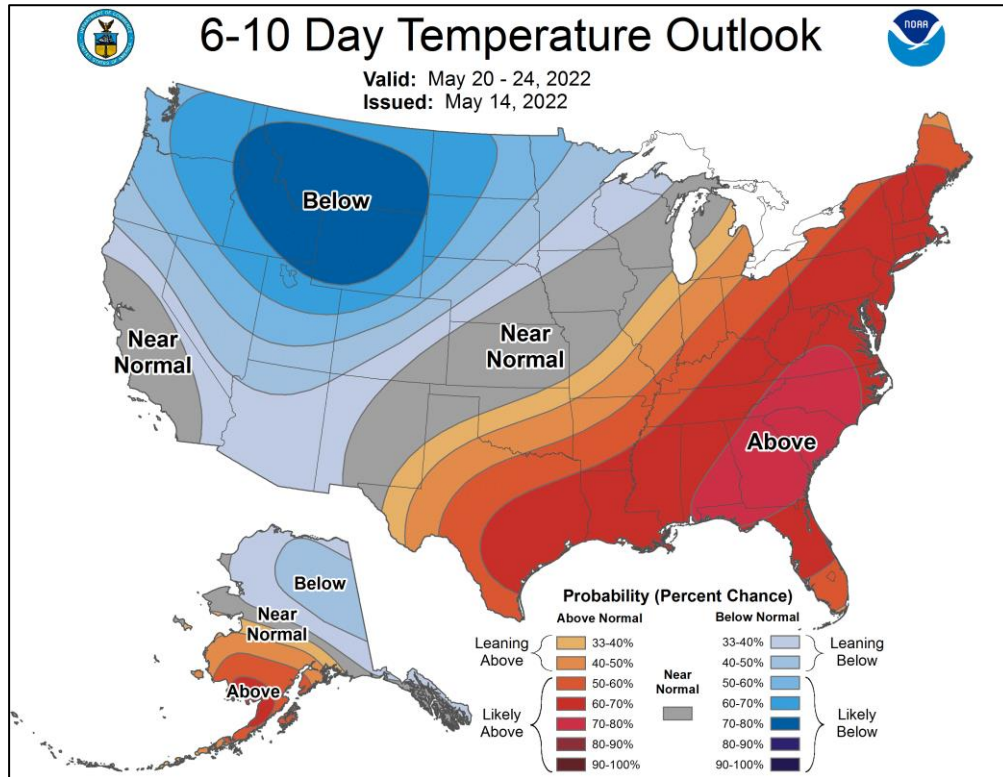 6-10 Day Temperature Outlook
NOAA
Valid: May 20 - 24, 2022
Issued: May 14, 2022
Below
Near
Normal
Near
Normal
Above
Below
Near
Normal
Above
Probability (Percent Chance)
Above Normal
Below Normal
Leaning
Above
33-40%
40-50%
50-60%
60-70%
70-80%
80-90%
90-100%
Likely
Above
Near
Normal
33-40%
40-50%
50-60%
60-70%
70-80%
80-90%
90-100%
Leaning
Below
Likely
Below